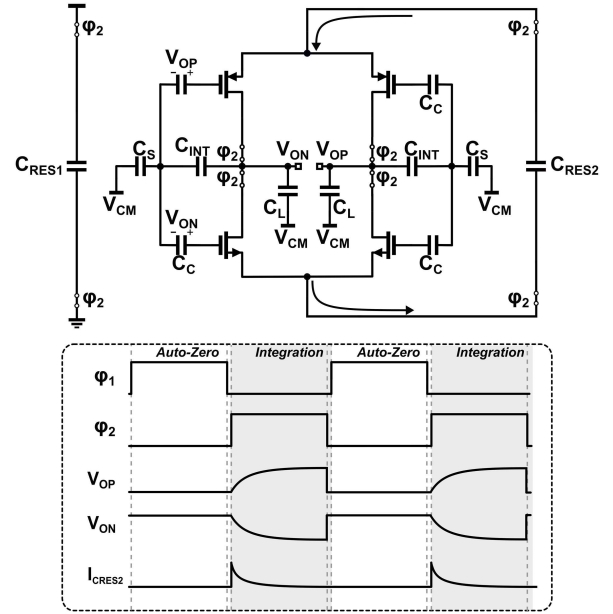 φ2
φ2
VOP
- +
CC
CS
CINT
φ2
VON
VOP
φ2
CINT
CS
CRES1
φ2
φ2
CRES2
VCM
VON
- +
CL
CL
VCM
CC
VCM
VCM
CC
φ2
φ2
Auto-Zero Integration Auto-Zero Integration
φ1
φ2
VOP
VON
ICRES2